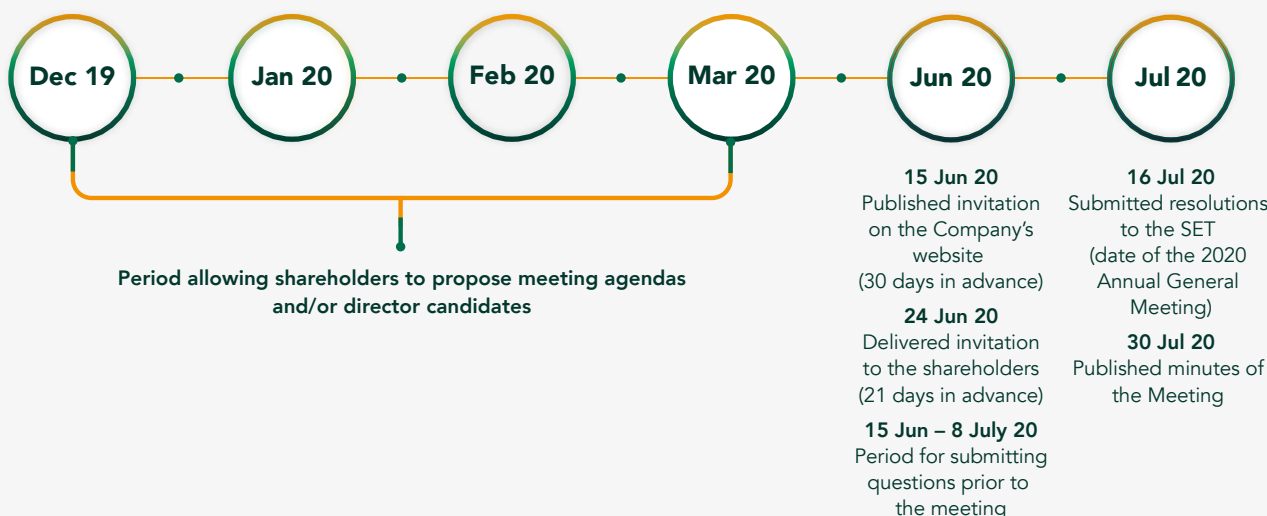 Dec 19
Jan 20
Feb 20
Mar 20
Jun 20
Jul 20
Period allowing shareholders to propose meeting agendas
and/or director candidates
15 Jun 20
Published invitation
on the Company’s
website
(30 days in advance)
24 Jun 20
Delivered invitation
to the shareholders
(21 days in advance)
15 Jun – 8 July 20
Period for submitting
questions prior to
the meeting
16 Jul 20
Submitted resolutions
to the SET
(date of the 2020
Annual General
Meeting)
30 Jul 20
Published minutes of
the Meeting